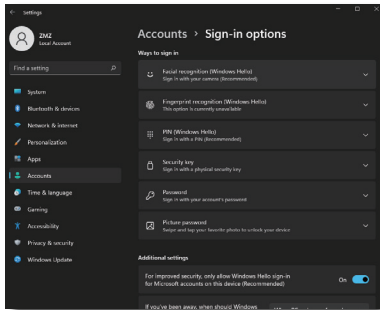 Settings
ZMZ
Local Account
Find a setting
System
Bluetooth & devices
Network & internet
Personalization
Apps
Accounts
Time & language
Gaming
Accessibility
Privacy & security
Windows Update
Accounts > Sign-in options
Ways to sign in
Facial recognition (Windows Hello)
Sign in with your camera (Recommended)
Fingerprint recognition (Windows Hello)
This option is currently unavailable
PIN (Windows Hello)
Sign in with a PIN (Recommended)
Security key
Sign in with a physical security key
Password
Sign in with your account's password
Picture password
Swipe and tap your favorite photo to unlock your device
Additional settings
For improved security, only allow Windows Hello sign-in
for Microsoft accounts on this device (Recommended)
On
If you've been away, when should Windows